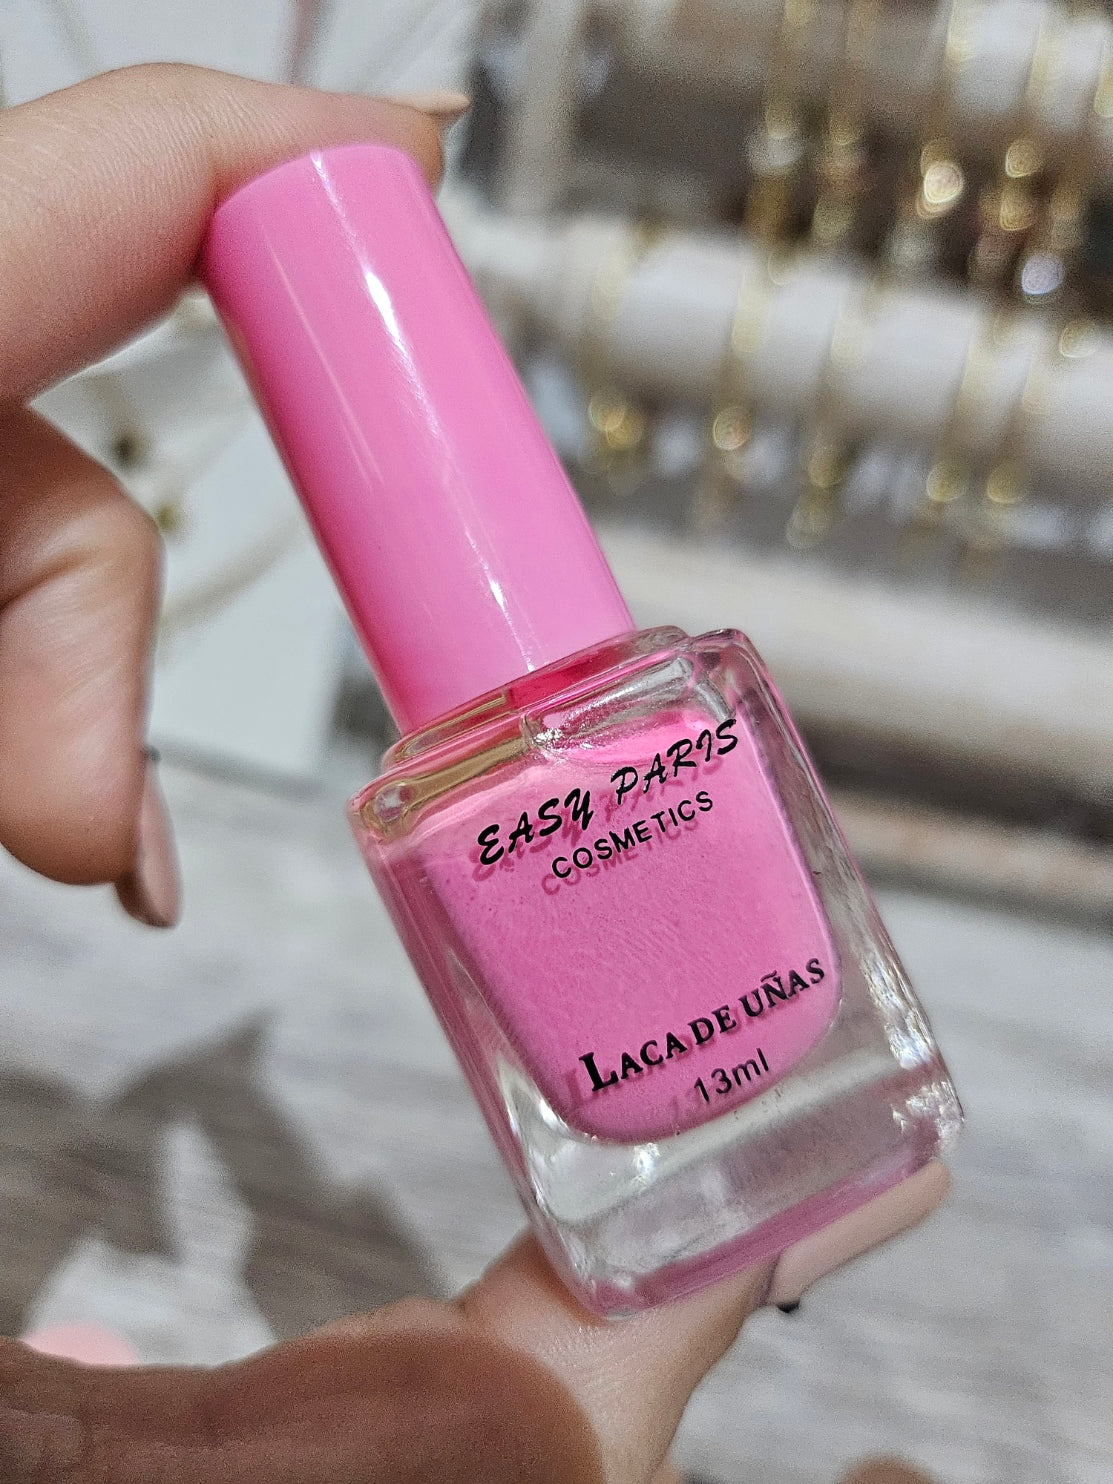 EASY PARIS
COSMETICS
LACA DE UÑAS
13ml